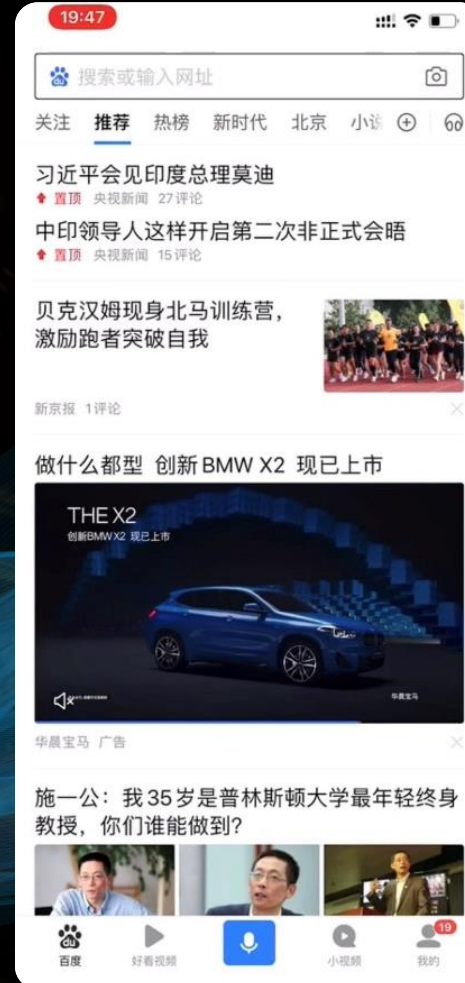 19:47
搜索或输入网址
关注 推荐 热榜 新时代 北京 小说
习近平会见印度总理莫迪
置顶 央视新闻 27评论
中印领导人这样开启第二次非正式会晤
置顶 央视新闻 15评论
贝克汉姆现身北马训练营，
激励跑者突破自我
新京报 1评论
做什么都型 创新BMW X2 现已上市
THE X2
创新BMW X2 现已上市
华晨宝马
华晨宝马 广告
施一公：我35岁是普林斯顿大学最年轻终身
教授，你们谁能做到？
19
百度 好看视频 小视频 我的